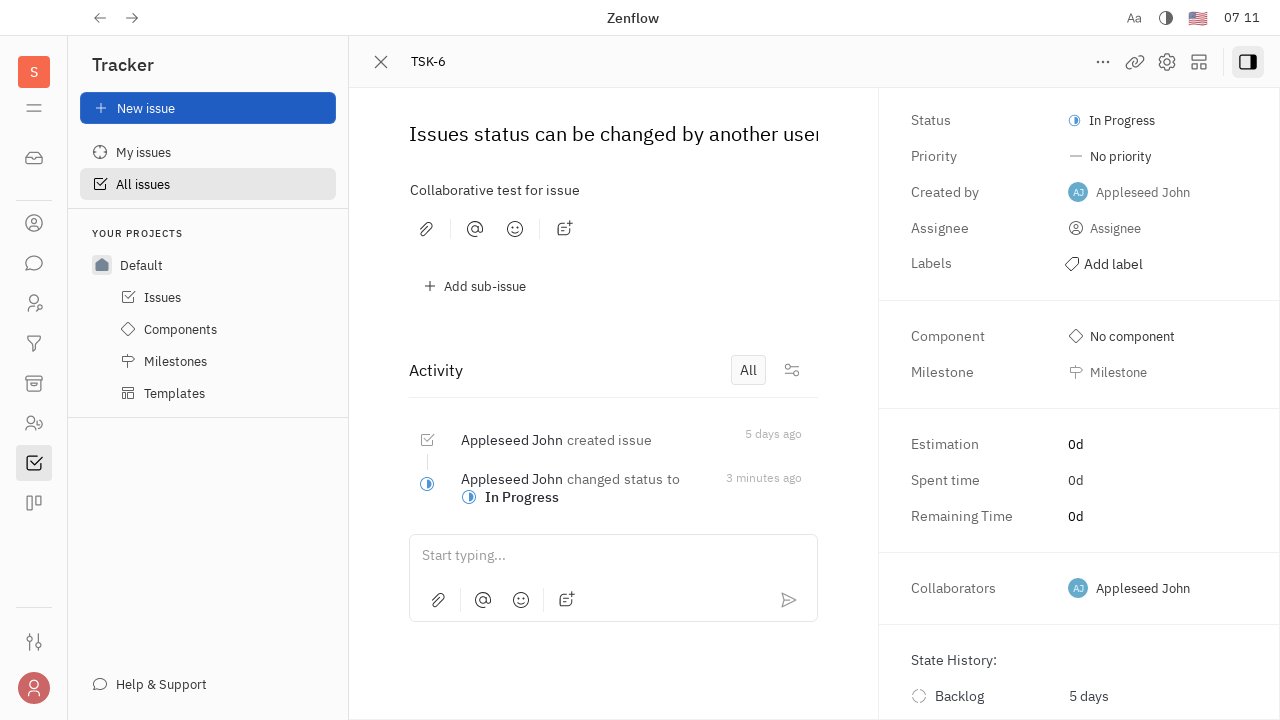 Zenflow
Aa
07 11
S
Tracker
New issue
My issues
All issues
YOUR PROJECTS
Default
Issues
Components
Milestones
Templates
Help & Support
TSK-6
Issues status can be changed by another user
Collaborative test for issue
Add sub-issue
Activity
All
Appleseed John created issue
5 days ago
Appleseed John changed status to
In Progress
3 minutes ago
Start typing...
Status
In Progress
Priority
No priority
Created by
AJ Appleseed John
Assignee
Assignee
Labels
Add label
Component
No component
Milestone
Milestone
Estimation
0d
Spent time
0d
Remaining Time
0d
Collaborators
AJ Appleseed John
State History:
Backlog
5 days